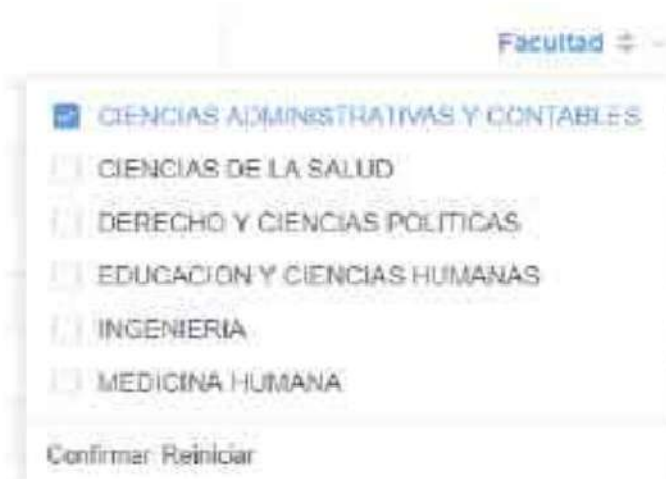 Facultad
CIENCIAS ADMINISTRATIVAS Y CONTABLES
CIENCIAS DE LA SALUD
DERECHO Y CIENCIAS POLITICAS
EDUCACION Y CIENCIAS HUMANAS
INGENIERIA
MEDICINA HUMANA
Confirmar Reiniciar